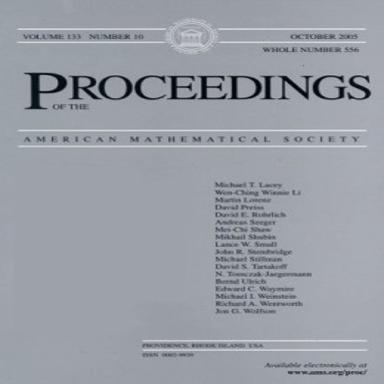 VOLUME 133 NUMBER 10 OCTOBER 2005
WHOLE NUMBER 556
PROCEEDINGS
OF THE
AMERICAN MATHEMATICAL SOCIETY
Michael T. Lacey
Wen-Ching Winnie Li
Martin Lorenz
David Preiss
David E. Rohrlich
Andreas Seeger
Mei-Chi Shaw
Mikhail Shubin
Lance W. Small
John R. Stembridge
Michael Stillman
David S. Tartakoff
N. Tomczak-Jaegermann
Bernd Ulrich
Edward C. Waymire
Michael I. Weinstein
Richard A. Wentworth
Jon G. Wolfson
PROVIDENCE, RHODE ISLAND USA
ISSN 0002-9939
Available electronically at
www.ams.org/proc/